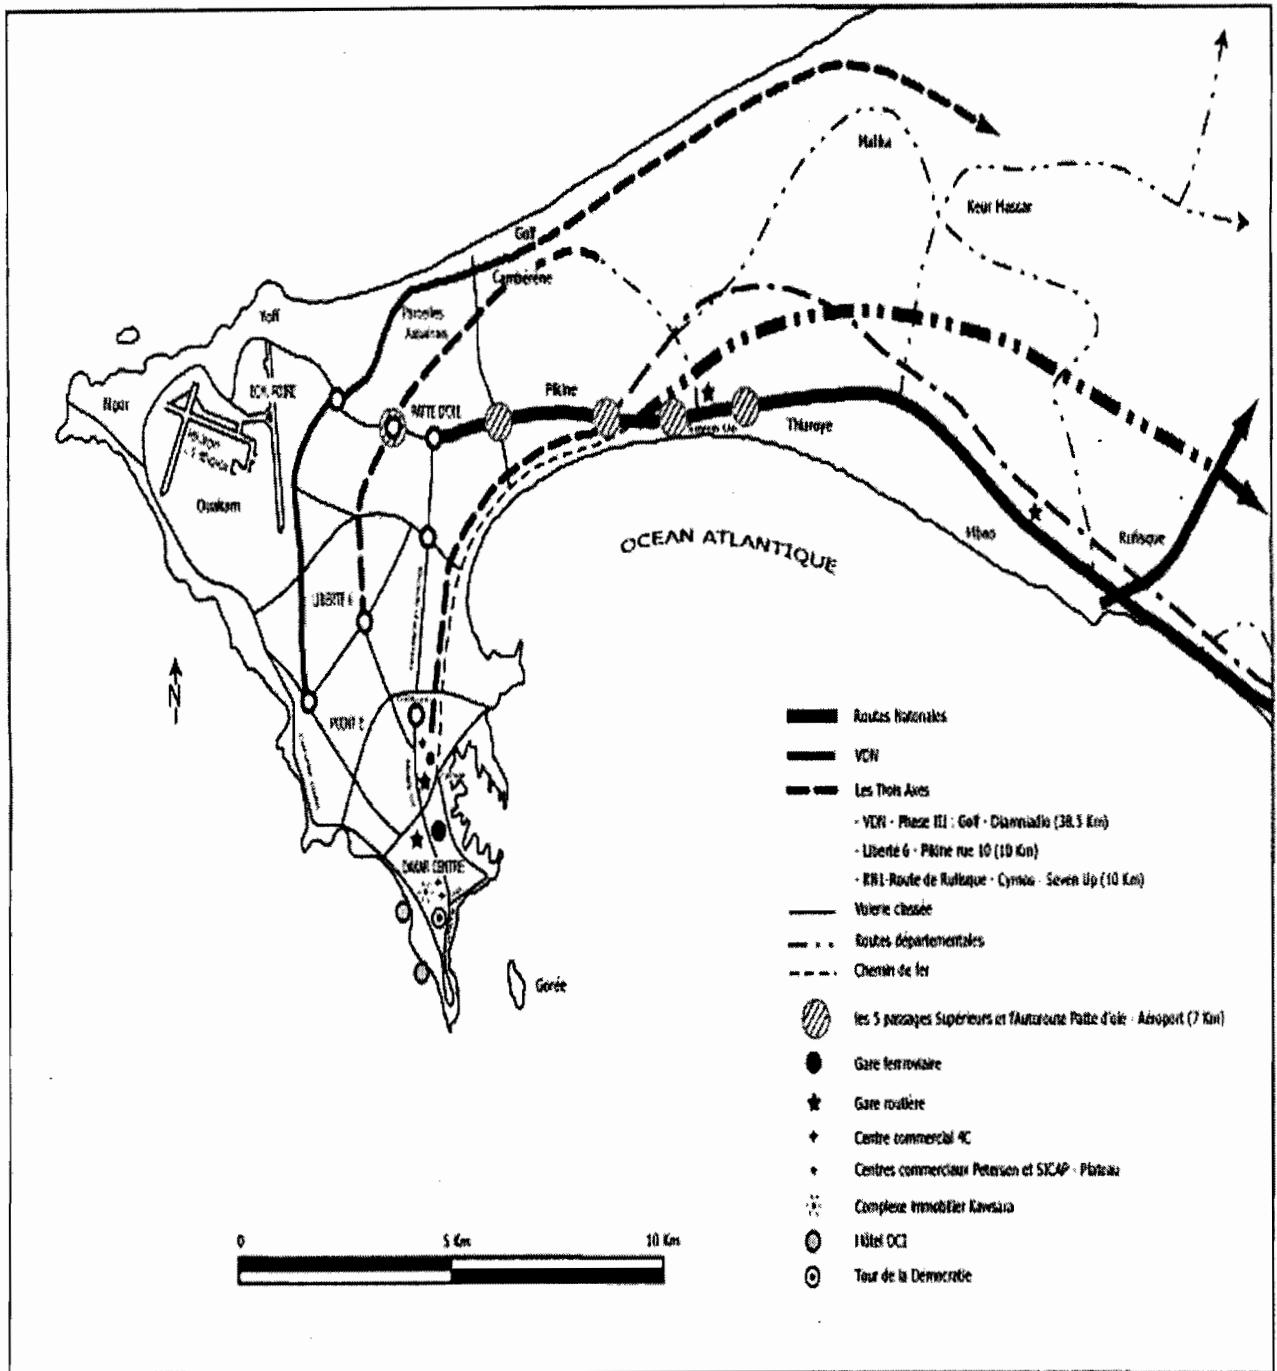 Malika
Keur Massar
Golf
Cambérène
Yoff
Parcelles
Assainies
Ngor
PATTE D'OIE
Pikine
Thiaroye
Ouakam
OCEAN ATLANTIQUE
Mbao
Rufisque
LIBERTE 6
N
POINT E
DAKAR CENTRE
Gorée
Routes Nationales
VDN
Les Trois Axes
- VDN - Phase III : Golf - Diamniadio (38.5 Km)
- Liberté 6 - Pikine rue 10 (10 Km)
- RN1-Route de Rufisque - Cyrnos - Seven Up (10 Km)
Voierie classée
Routes départementales
Chemin de fer
les 5 passages Supérieurs et l'Autoroute Patte d'oie - Aéroport (7 Km)
Gare ferroviaire
Gare routière
Centre commercial 4C
Centres commerciaux Petersen et SICAP - Plateau
Complexe immobilier Kawsara
Hôtel OCI
Tour de la Démocratie
0 5 Km 10 Km